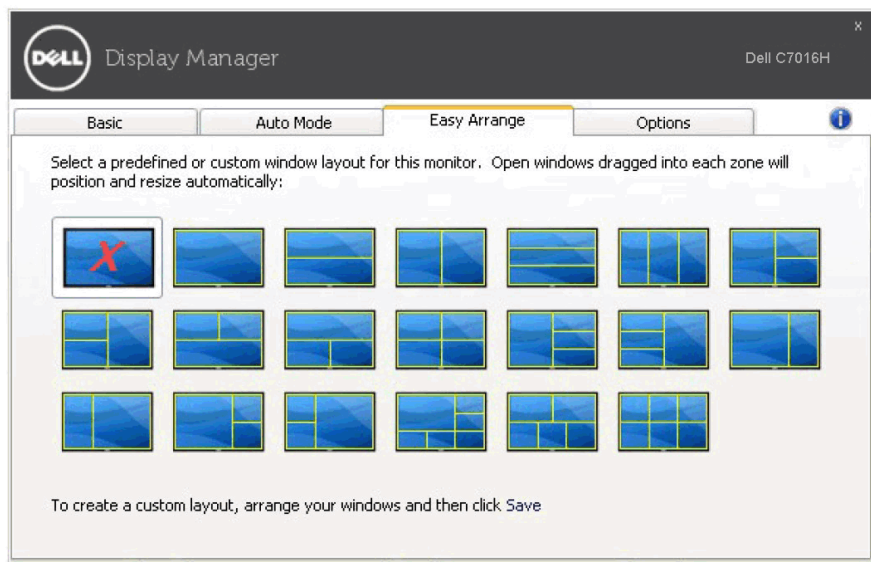 DELL Display Manager
x
Dell C7016H
Basic
Auto Mode
Easy Arrange
Options
i
Select a predefined or custom window layout for this monitor. Open windows dragged into each zone will
position and resize automatically:
X
To create a custom layout, arrange your windows and then click Save